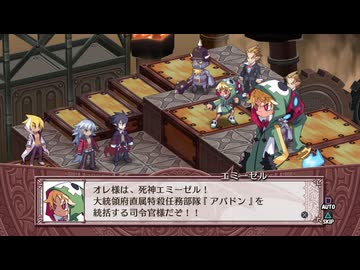 エミーゼル
オレ様は、死神エミーゼル！
大統領府直属特殺任務部隊『アバドン』を
統括する司令官様だぞ！！
AUTO
SKIP